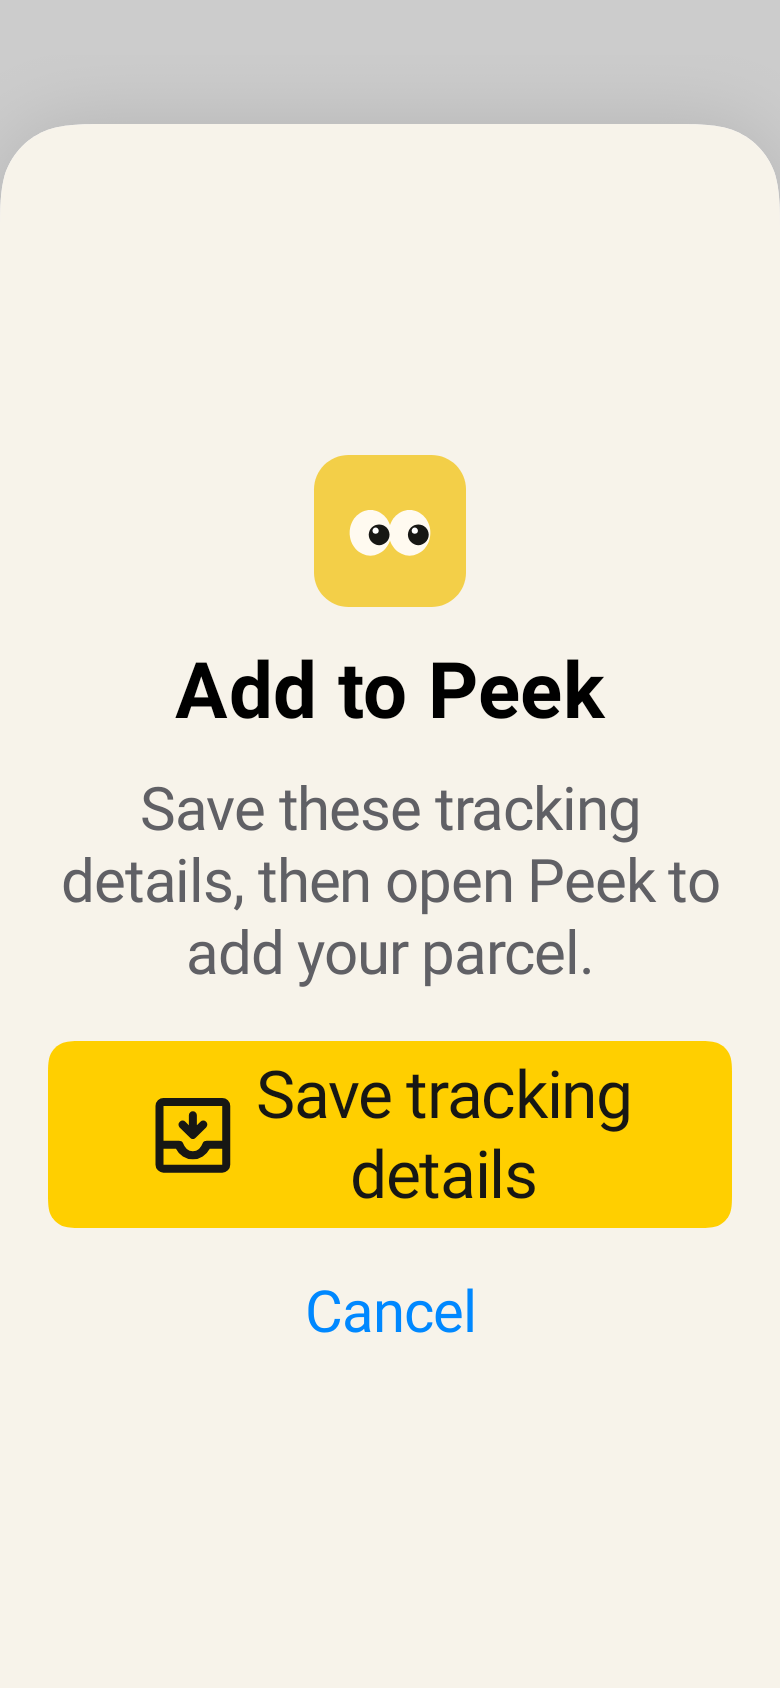 Add to Peek
Save these tracking
details, then open Peek to
add your parcel.
Save tracking
details
Cancel